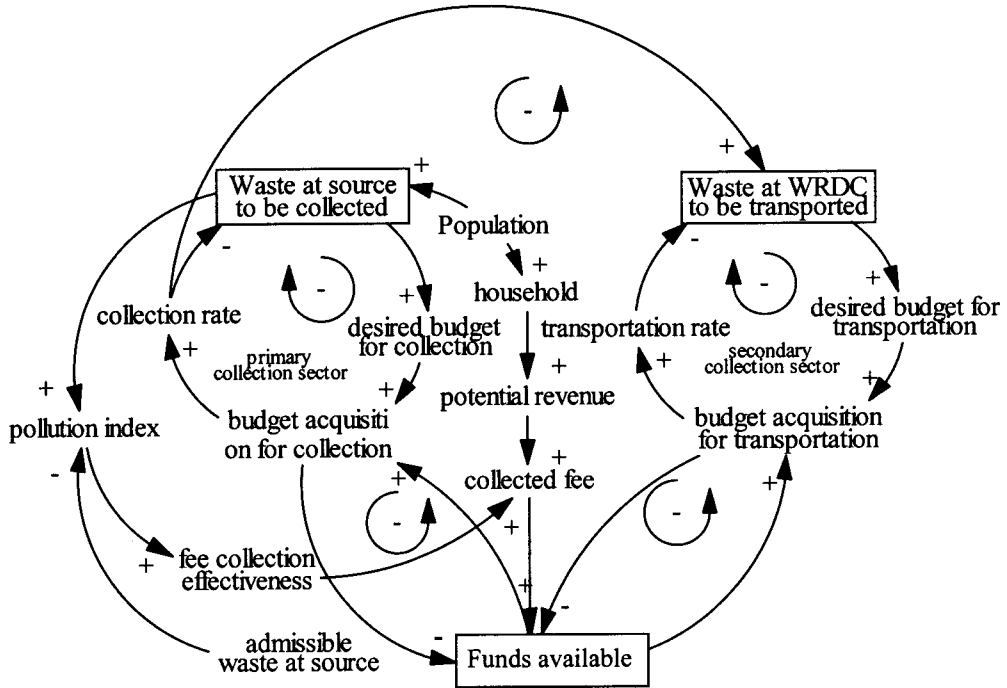 -
+
+
Waste at source
to be collected
Waste at WRDC
to be transported
Population
-
-
+
household
-
-
+
+
collection rate
desired budget
for collection
transportation rate
desired budget for
transportation
+
primary
collection sector
+
+
secondary
collection sector
+
+
+
potential revenue
+
pollution index
budget acquisiti
on for collection
budget acquisition
for transportation
-
+
+
collected fee
+
-
+
-
+
fee collection
effectiveness
+
-
-
admissible
waste at source
Funds available